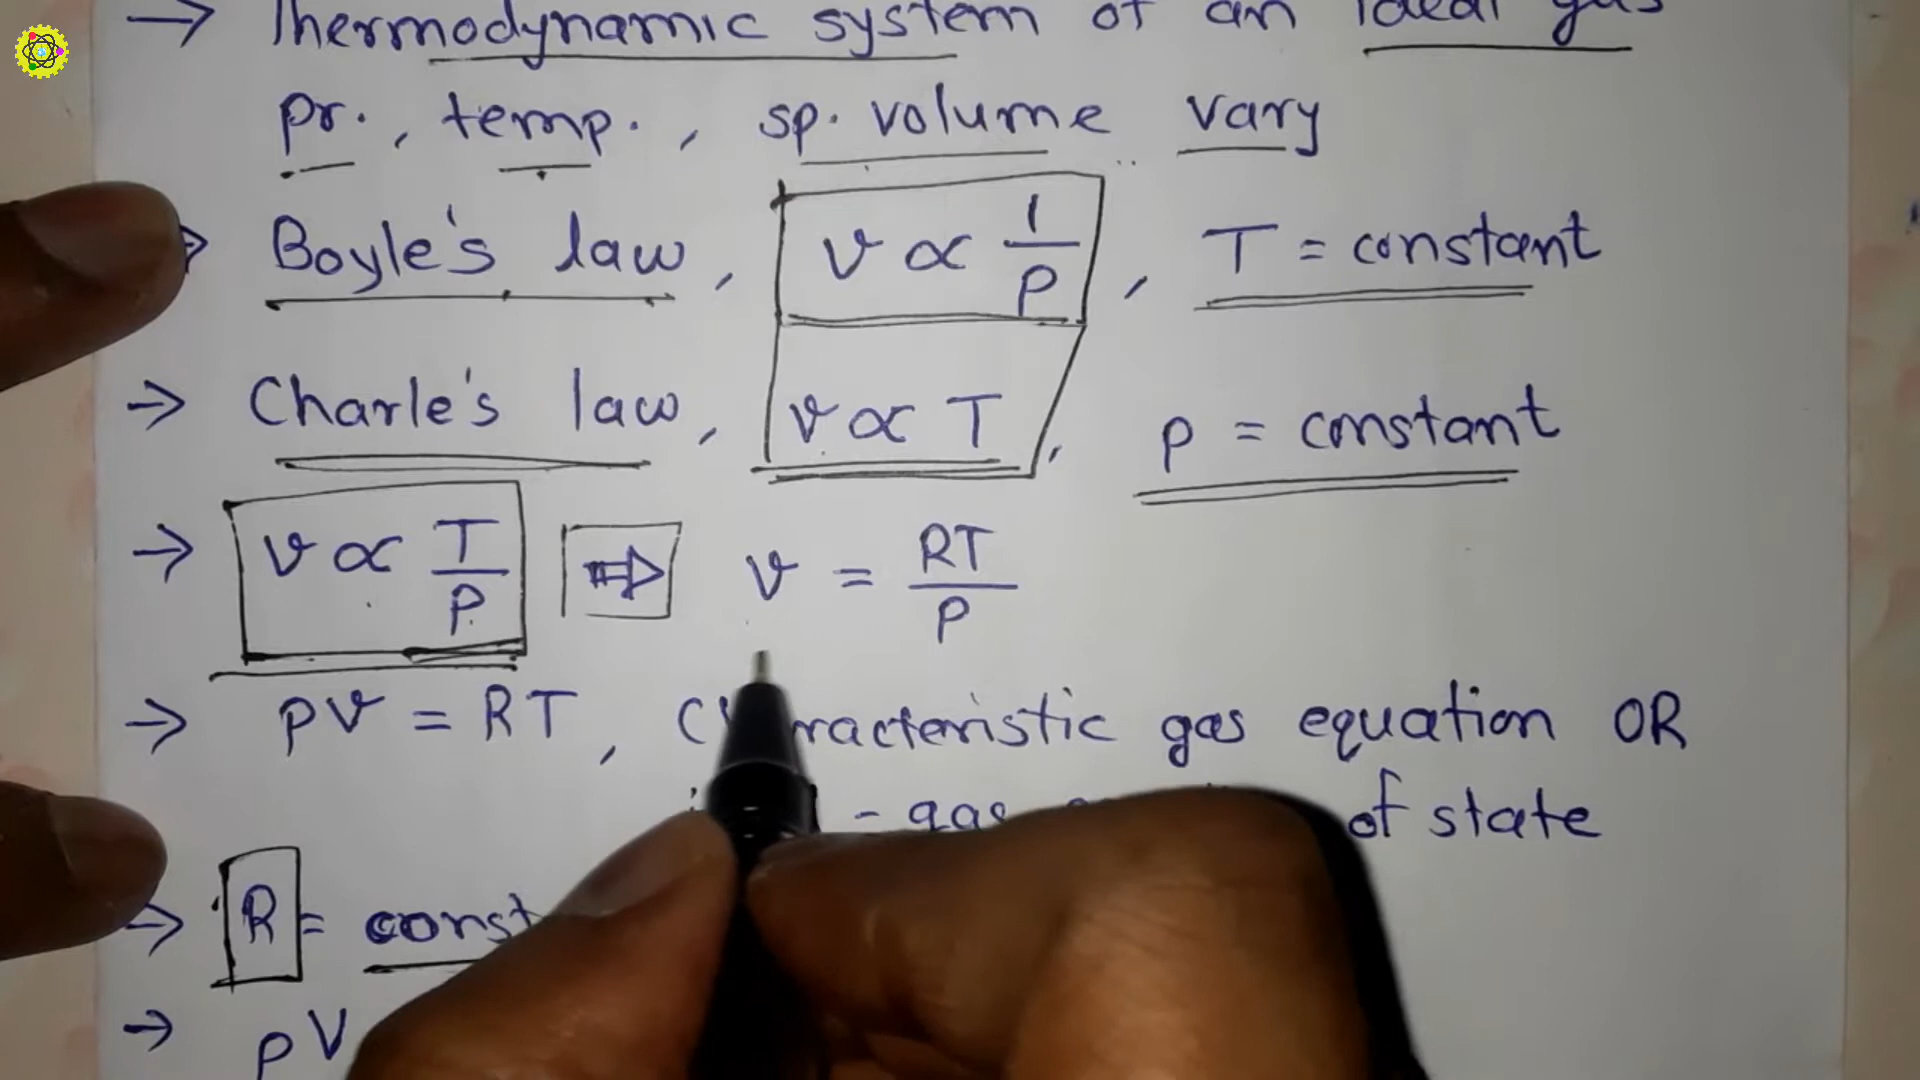 → Thermodynamic system of an ideal gas
pr., temp., sp. volume vary
→ Boyle's law, v ∝ 1/P, T = constant
→ Charle's law, v ∝ T, p = constant
→ v ∝ T/P ⇒ v = RT/P
→ pv = RT, Characteristic gas equation OR
- gas of state
→ R = const
→ pV